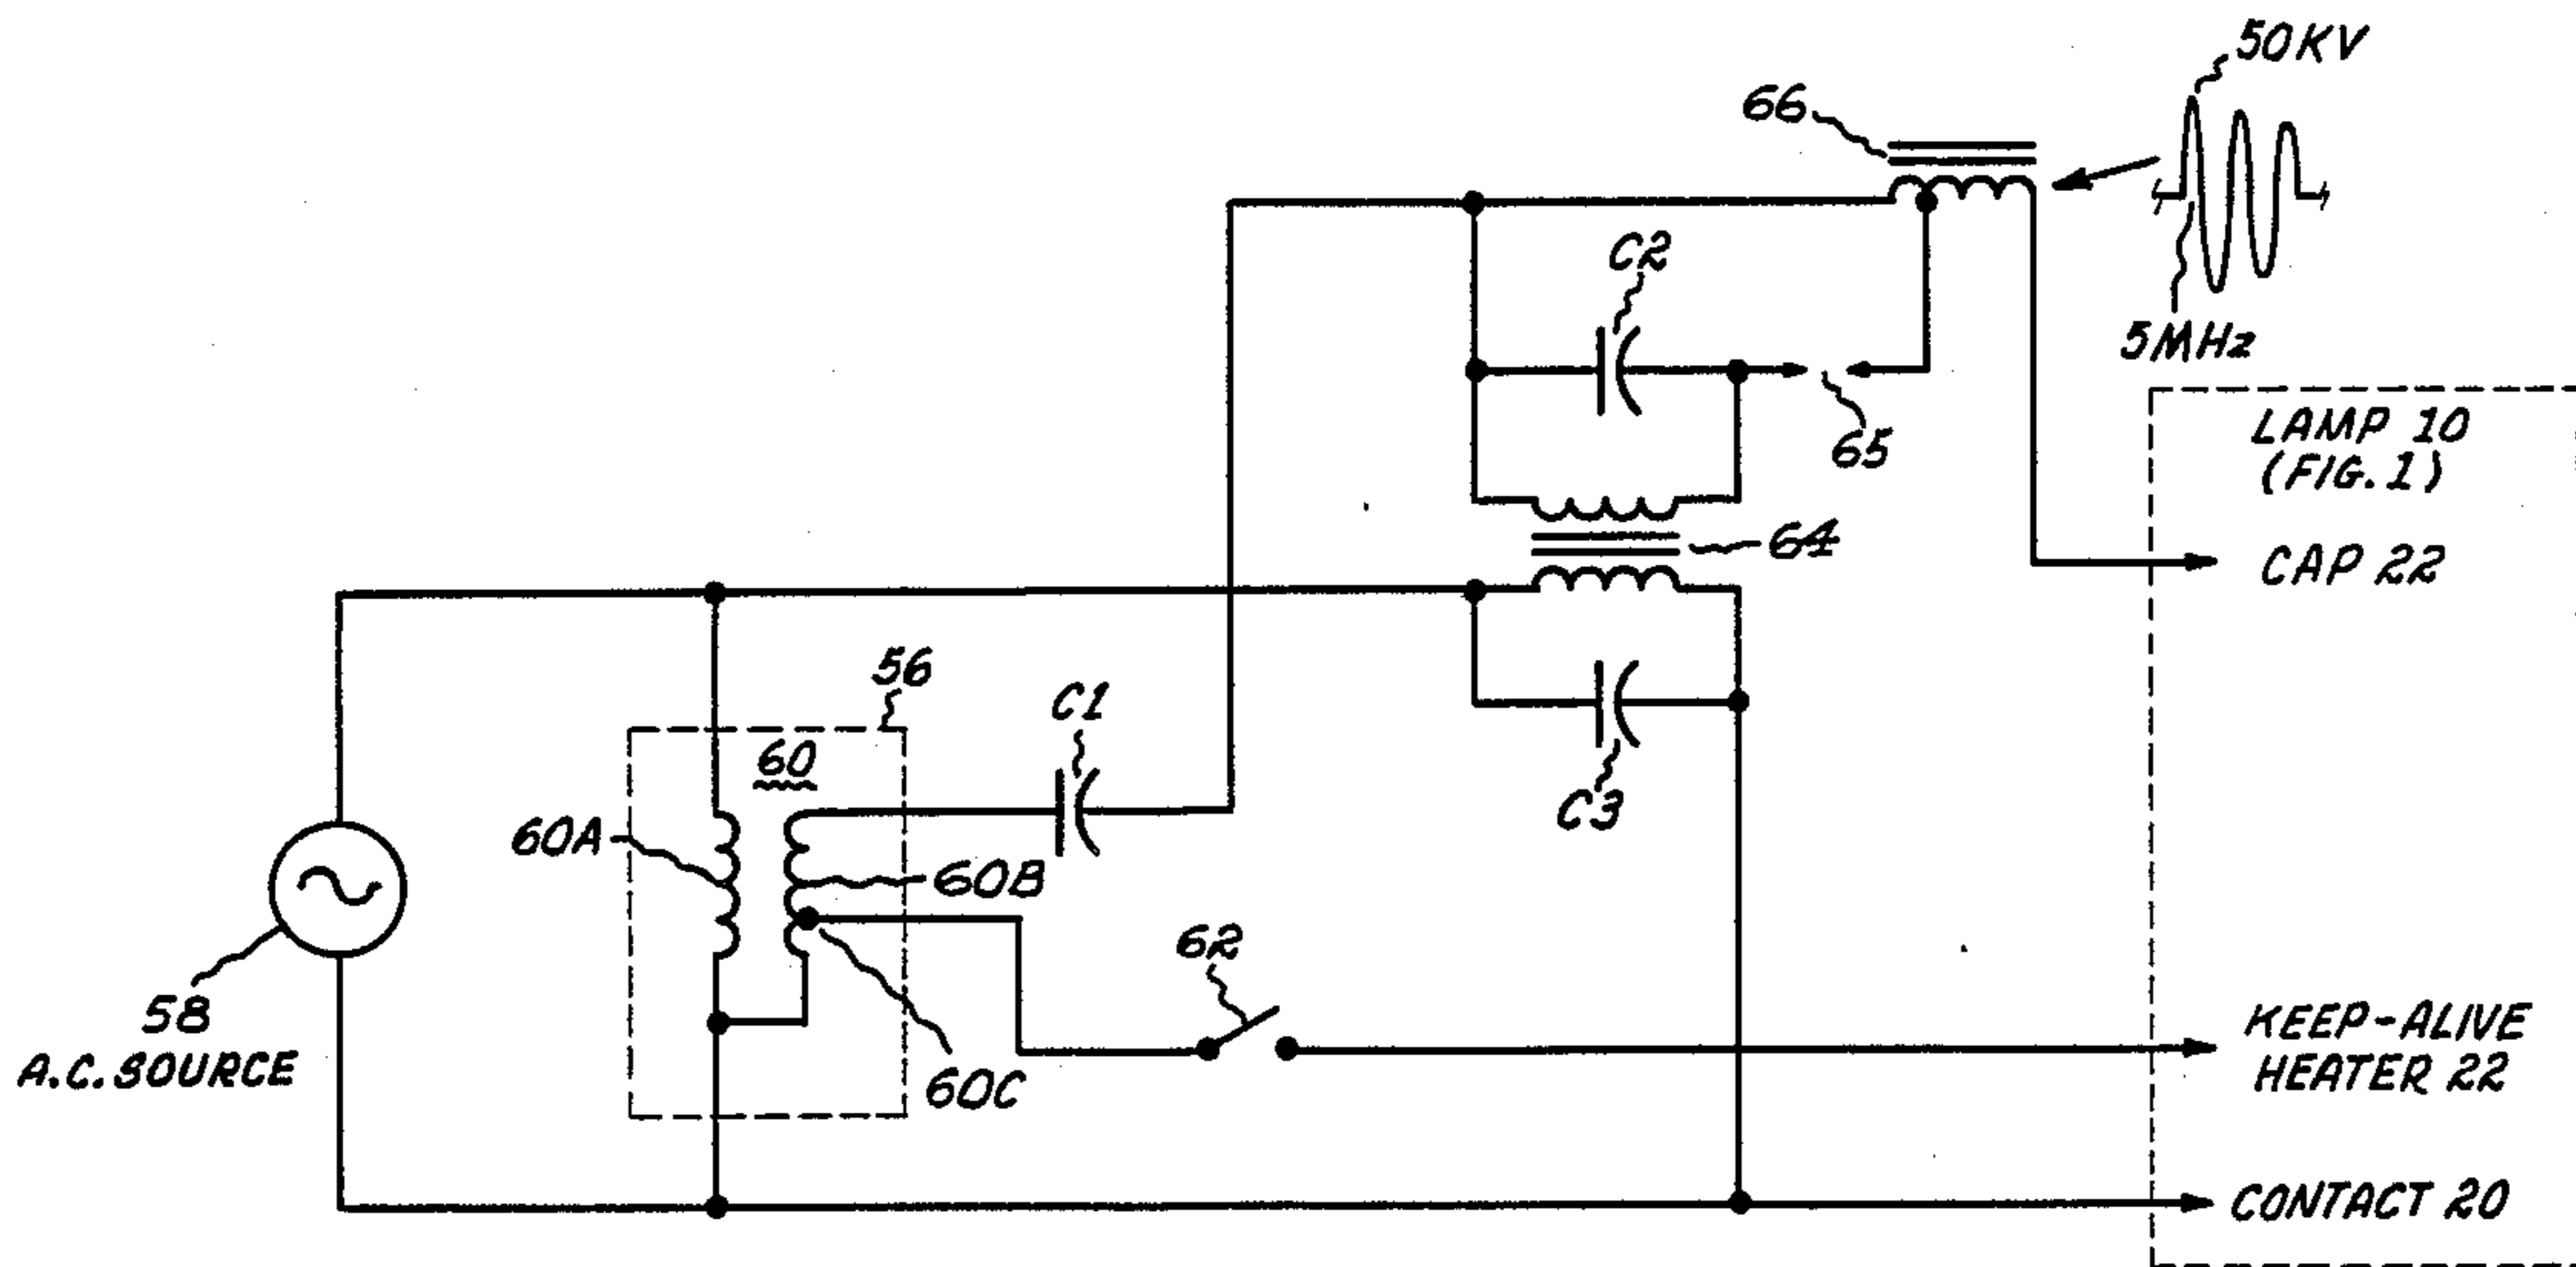 50KV
66
C2
5MHz
65
LAMP 10
(FIG. 1)
64
CAP 22
56
C1
60
60A
C3
60B
62
58
A.C. SOURCE
60C
KEEP-ALIVE
HEATER 22
CONTACT 20